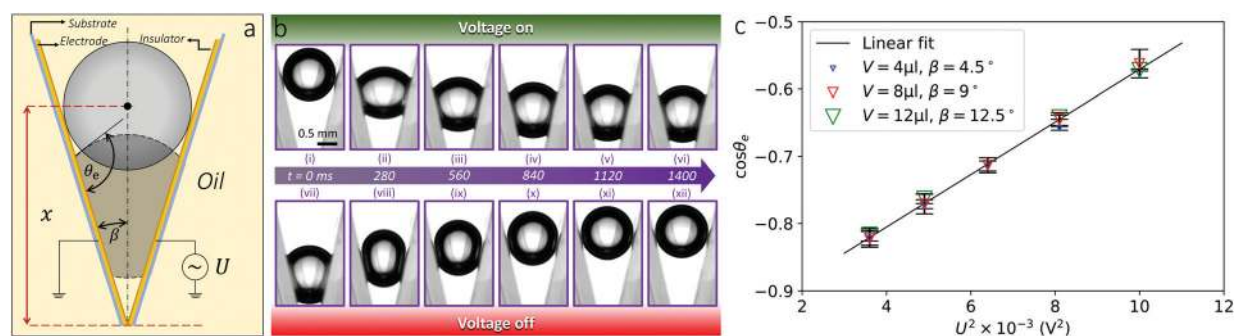 a
Substrate
Electrode
Insulator
θe
Oil
x
β
U
b
Voltage on
0.5 mm
(i) (ii) (iii) (iv) (v) (vi)
t = 0 ms 280 560 840 1120 1400
(vii) (viii) (ix) (x) (xi) (xii)
Voltage off
c
Linear fit
V = 4μl, β = 4.5°
V = 8μl, β = 9°
V = 12μl, β = 12.5°
cosθe
−0.5
−0.6
−0.7
−0.8
−0.9
4 6 8 10
U² × 10⁻³ (V²)